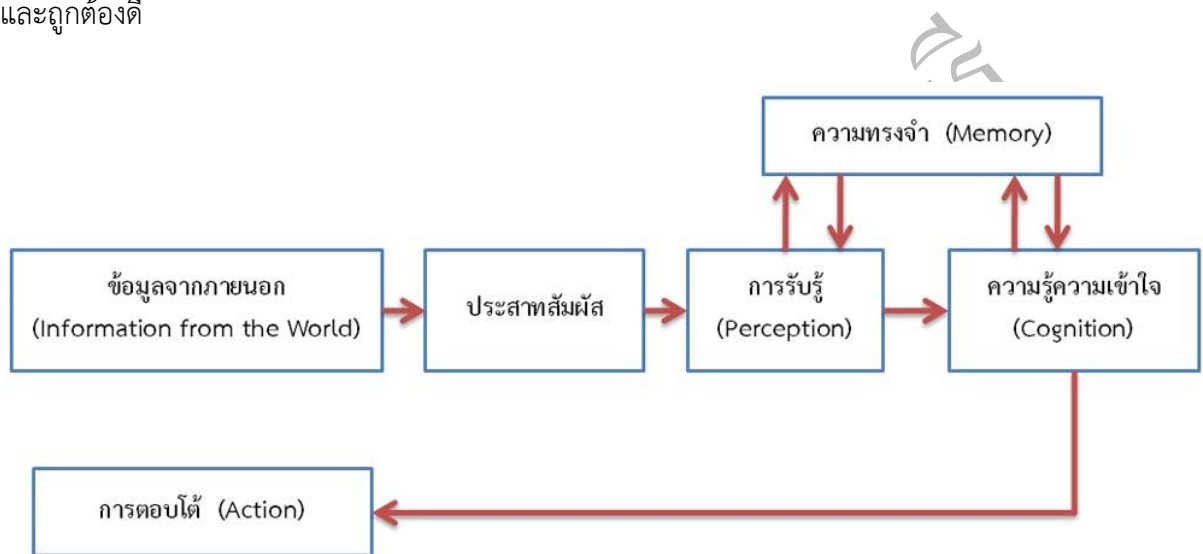 และถูกต้องดี
ความทรงจำ (Memory)
ข้อมูลจากภายนอก
(Information from the World)
ประสาทสัมผัส
การรับรู้
(Perception)
ความรู้ความเข้าใจ
(Cognition)
การตอบโต้ (Action)